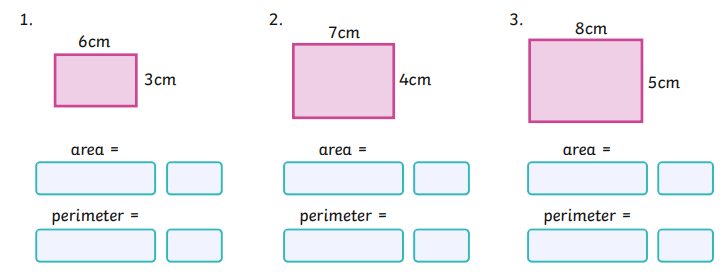 1.
6cm
3cm
area =
perimeter =
2.
7cm
4cm
area =
perimeter =
3.
8cm
5cm
area =
perimeter =